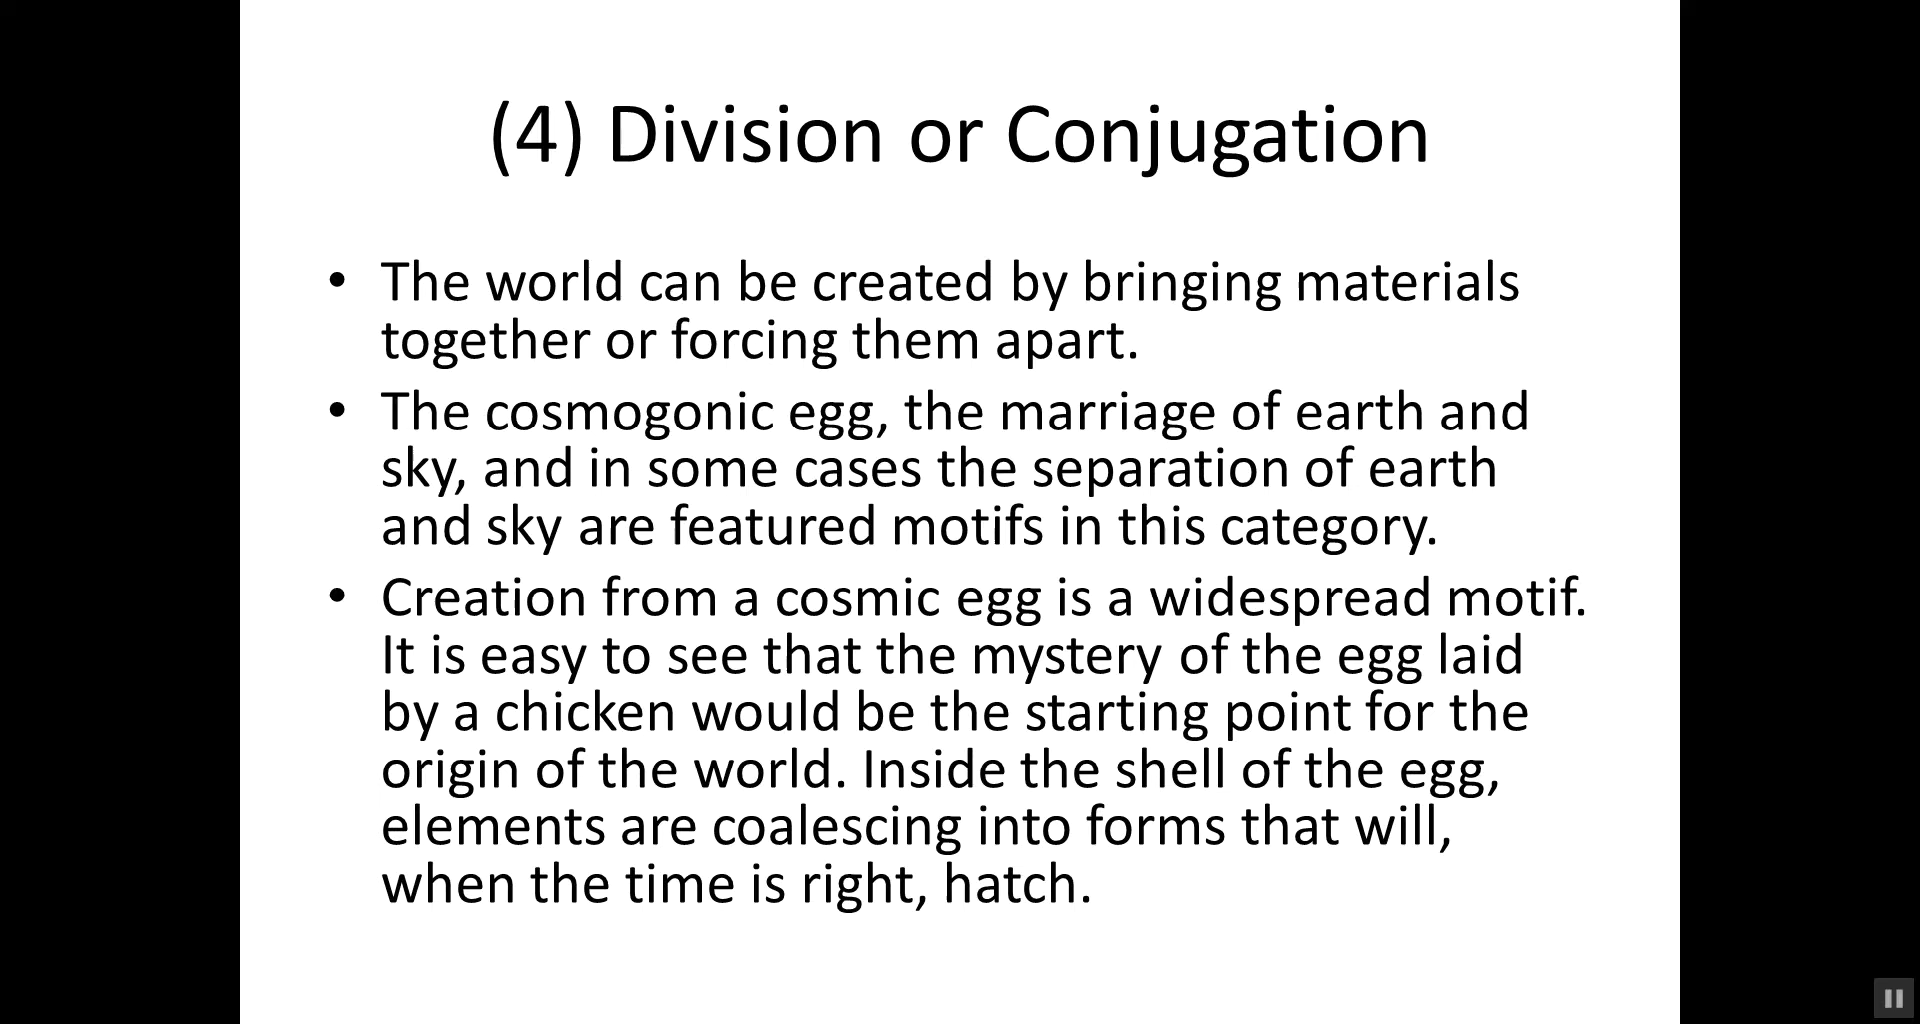 (4) Division or Conjugation
• The world can be created by bringing materials
together or forcing them apart.
• The cosmogonic egg, the marriage of earth and
sky, and in some cases the separation of earth
and sky are featured motifs in this category.
• Creation from a cosmic egg is a widespread motif.
It is easy to see that the mystery of the egg laid
by a chicken would be the starting point for the
origin of the world. Inside the shell of the egg,
elements are coalescing into forms that will,
when the time is right, hatch.